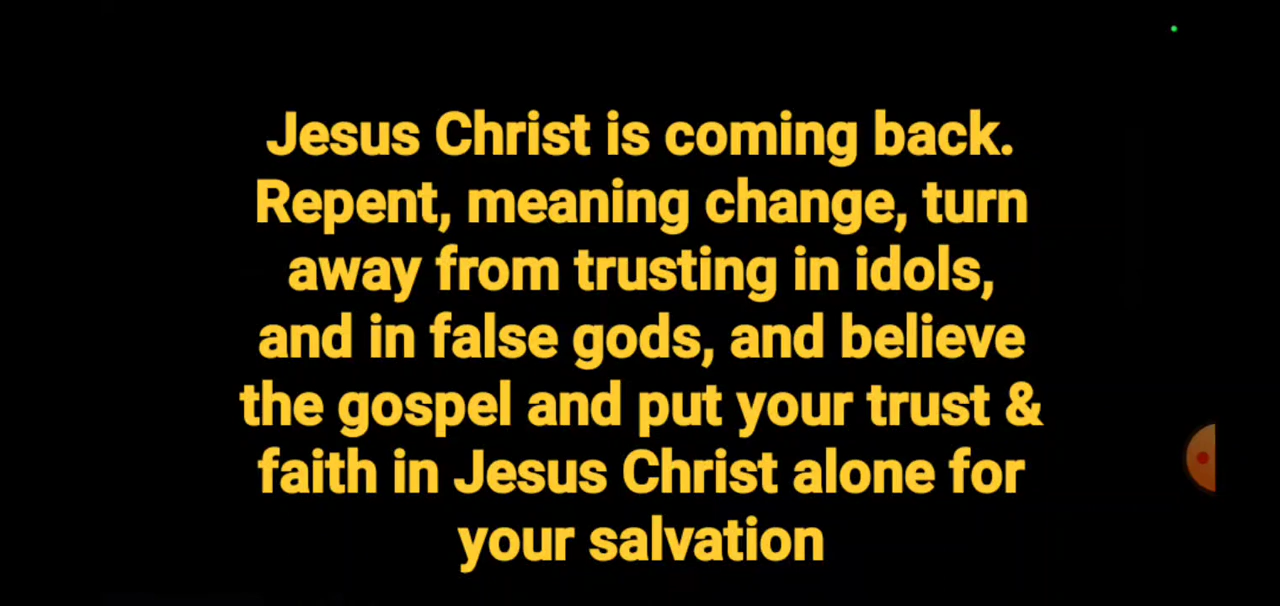 Jesus Christ is coming back.
Repent, meaning change, turn
away from trusting in idols,
and in false gods, and believe
the gospel and put your trust &
faith in Jesus Christ alone for
your salvation